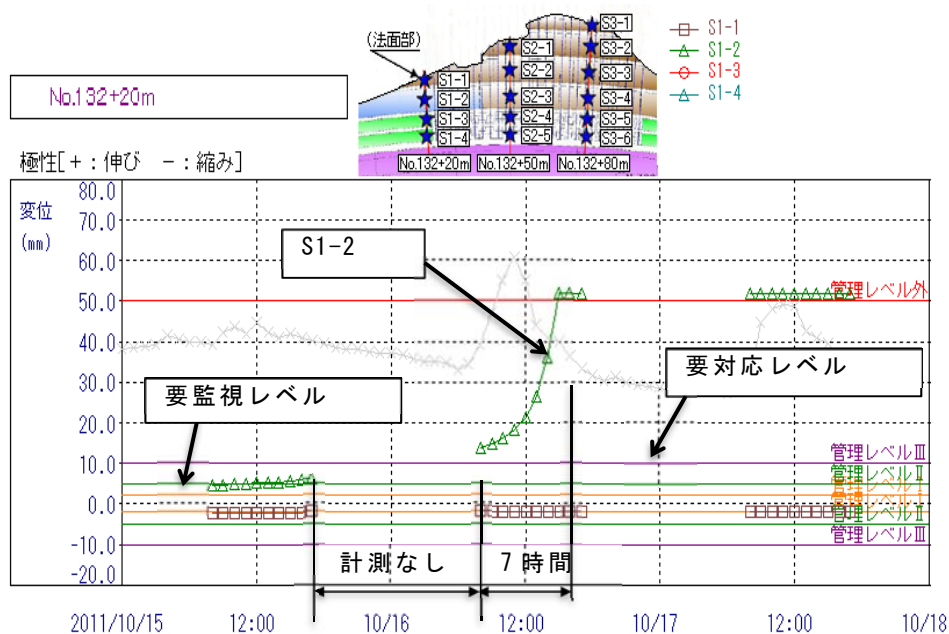 (法面部)
S1-1
S1-2
S1-3
S1-4
S2-1
S2-2
S2-3
S2-4
S2-5
S3-1
S3-2
S3-3
S3-4
S3-5
S3-6
No.132+20m
No.132+50m
No.132+80m
S1-1
S1-2
S1-3
S1-4
No.132+20m
極性[+:伸び -:縮み]
変位
(mm)
80.0
70.0
60.0
50.0
40.0
30.0
20.0
10.0
0.0
-10.0
-20.0
S1-2
管理レベル外
要監視レベル
要対応レベル
管理レベルⅢ
管理レベルⅡ
管理レベルⅡ
管理レベルⅢ
計測なし
7時間
2011/10/15
12:00
10/16
12:00
10/17
12:00
10/18